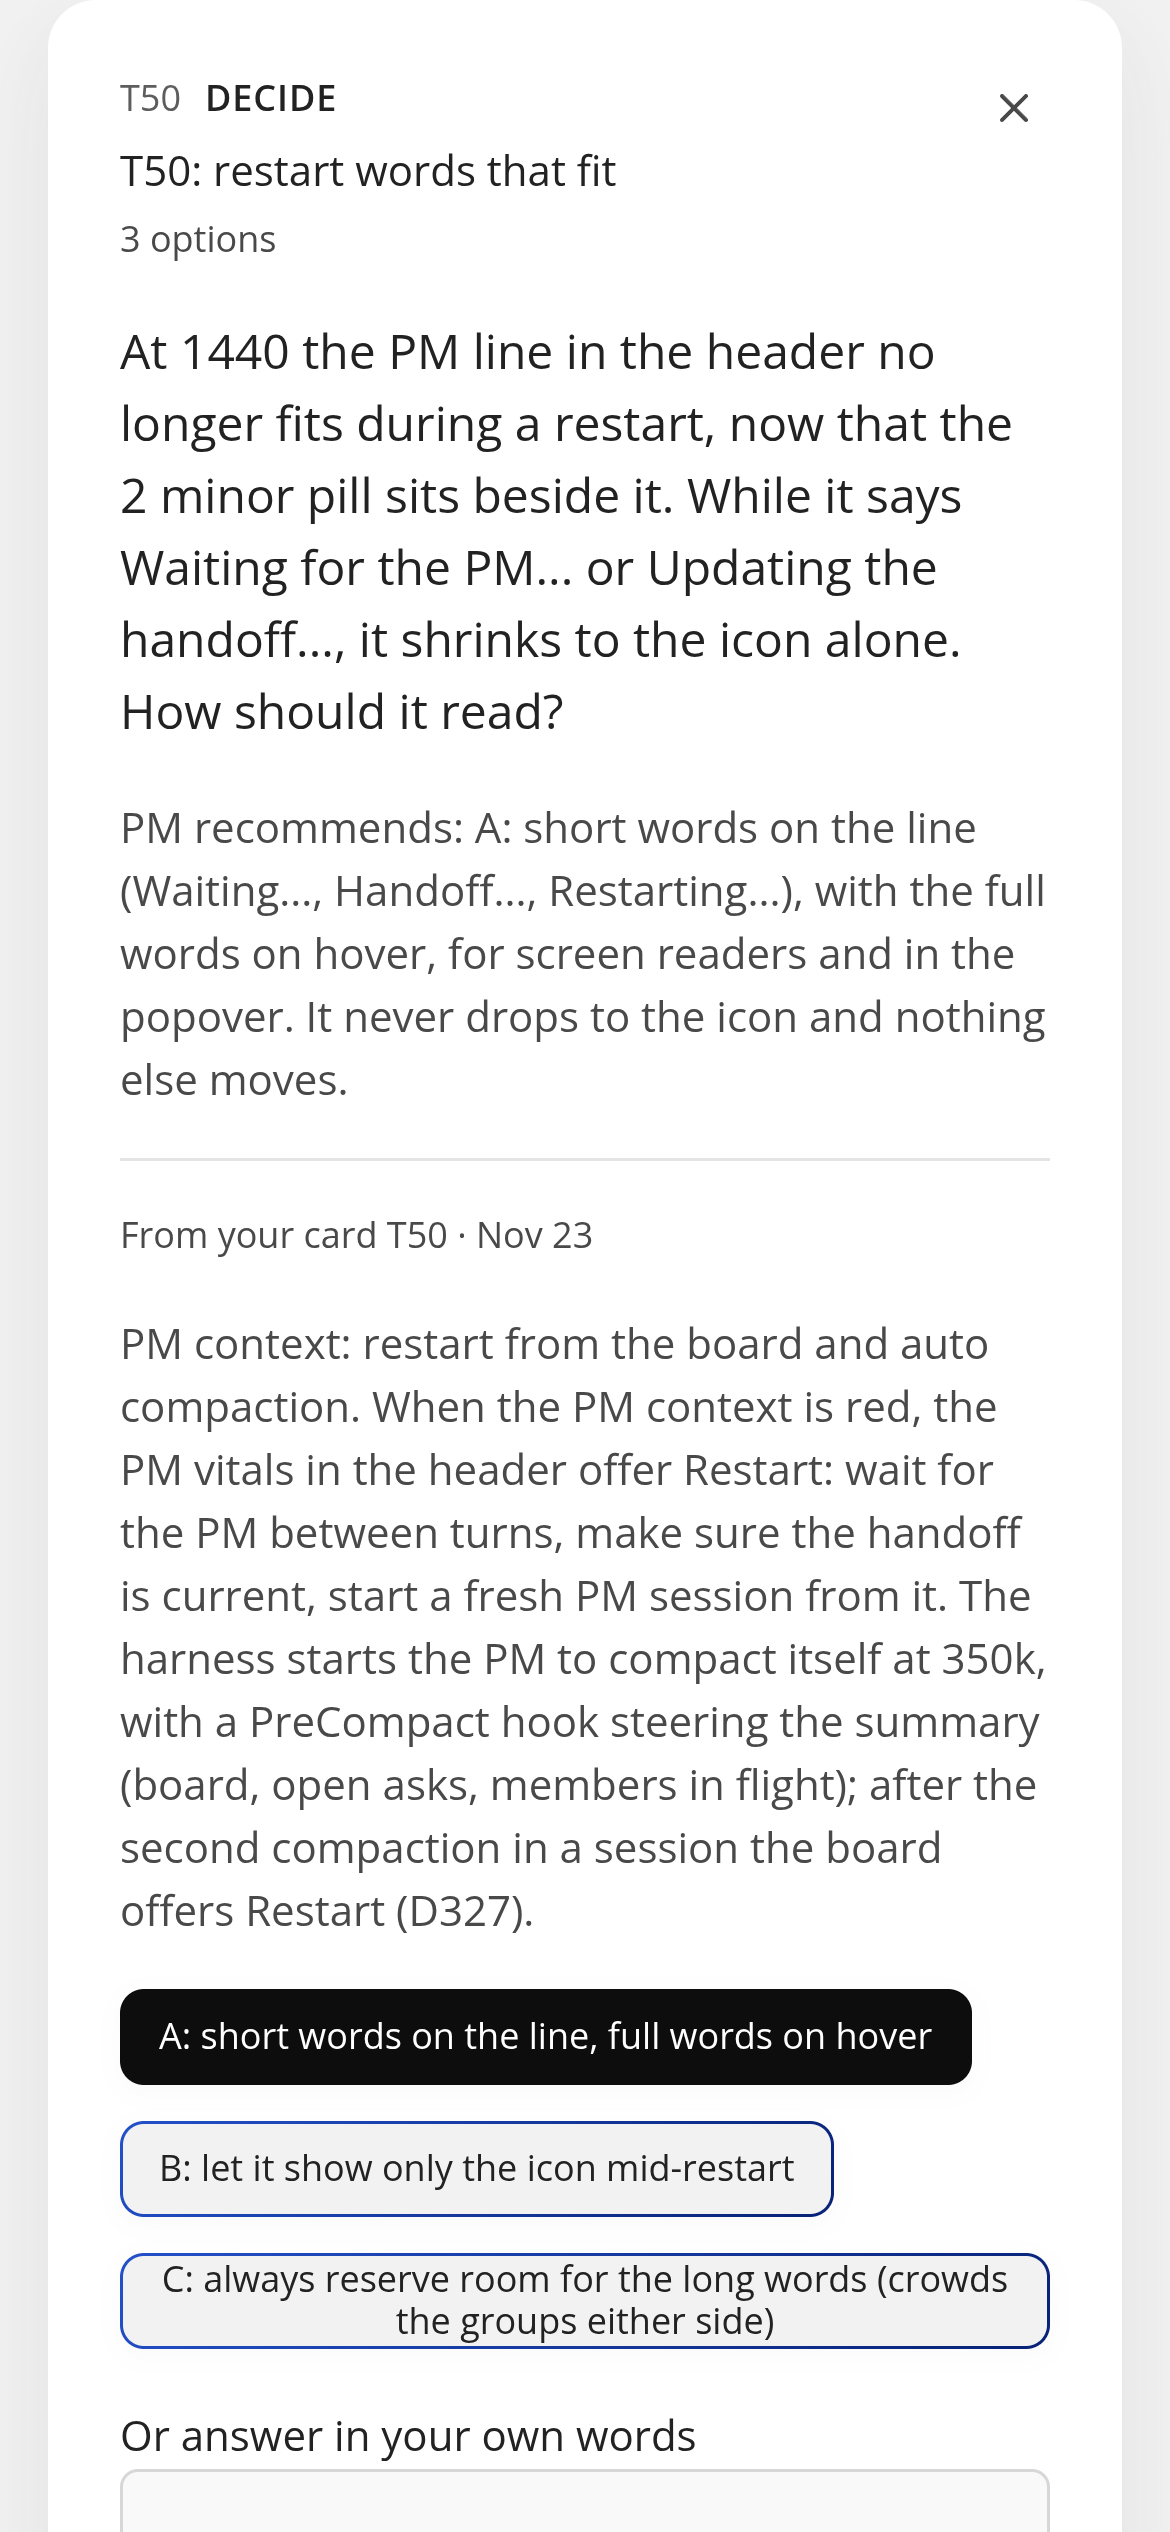 T50 DECIDE
T50: restart words that fit
3 options
At 1440 the PM line in the header no
longer fits during a restart, now that the
2 minor pill sits beside it. While it says
Waiting for the PM... or Updating the
handoff..., it shrinks to the icon alone.
How should it read?
PM recommends: A: short words on the line
(Waiting..., Handoff..., Restarting...), with the full
words on hover, for screen readers and in the
popover. It never drops to the icon and nothing
else moves.
From your card T50 · Nov 23
PM context: restart from the board and auto
compaction. When the PM context is red, the
PM vitals in the header offer Restart: wait for
the PM between turns, make sure the handoff
is current, start a fresh PM session from it. The
harness starts the PM to compact itself at 350k,
with a PreCompact hook steering the summary
(board, open asks, members in flight); after the
second compaction in a session the board
offers Restart (D327).
A: short words on the line, full words on hover
B: let it show only the icon mid-restart
C: always reserve room for the long words (crowds
the groups either side)
Or answer in your own words